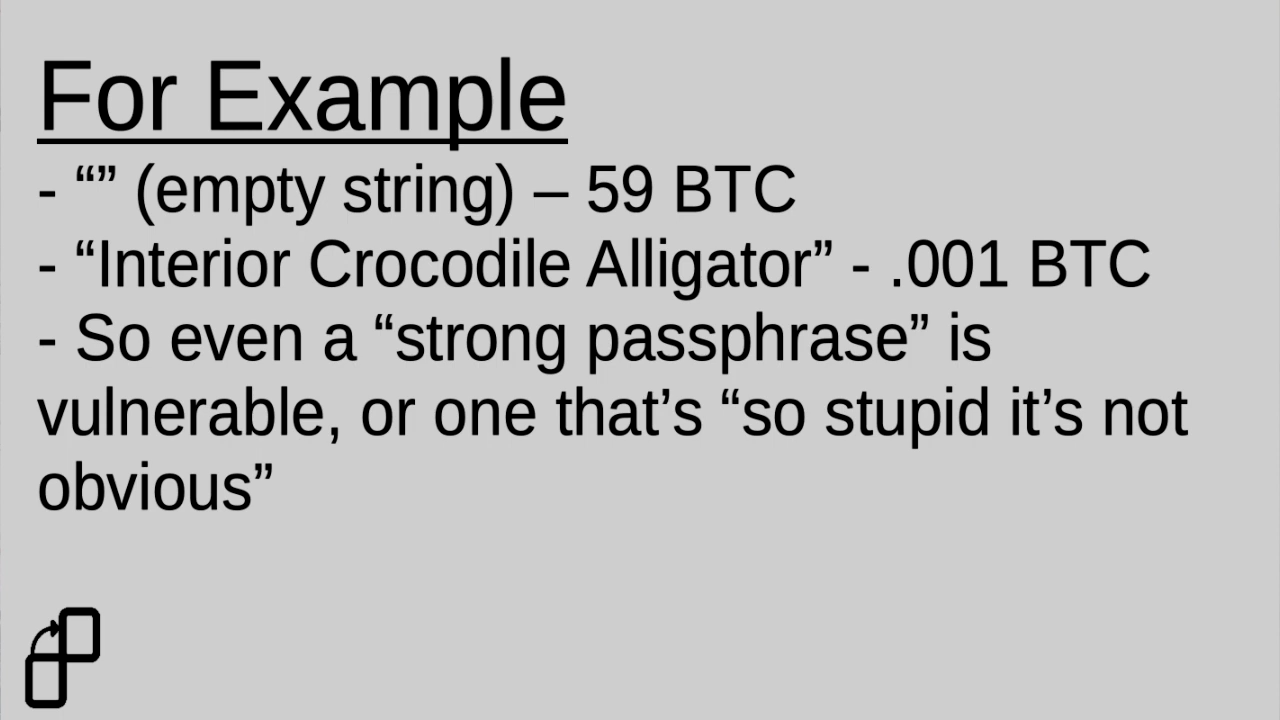 For Example
- “” (empty string) – 59 BTC
- “Interior Crocodile Alligator” - .001 BTC
- So even a “strong passphrase” is
vulnerable, or one that’s “so stupid it’s not
obvious”